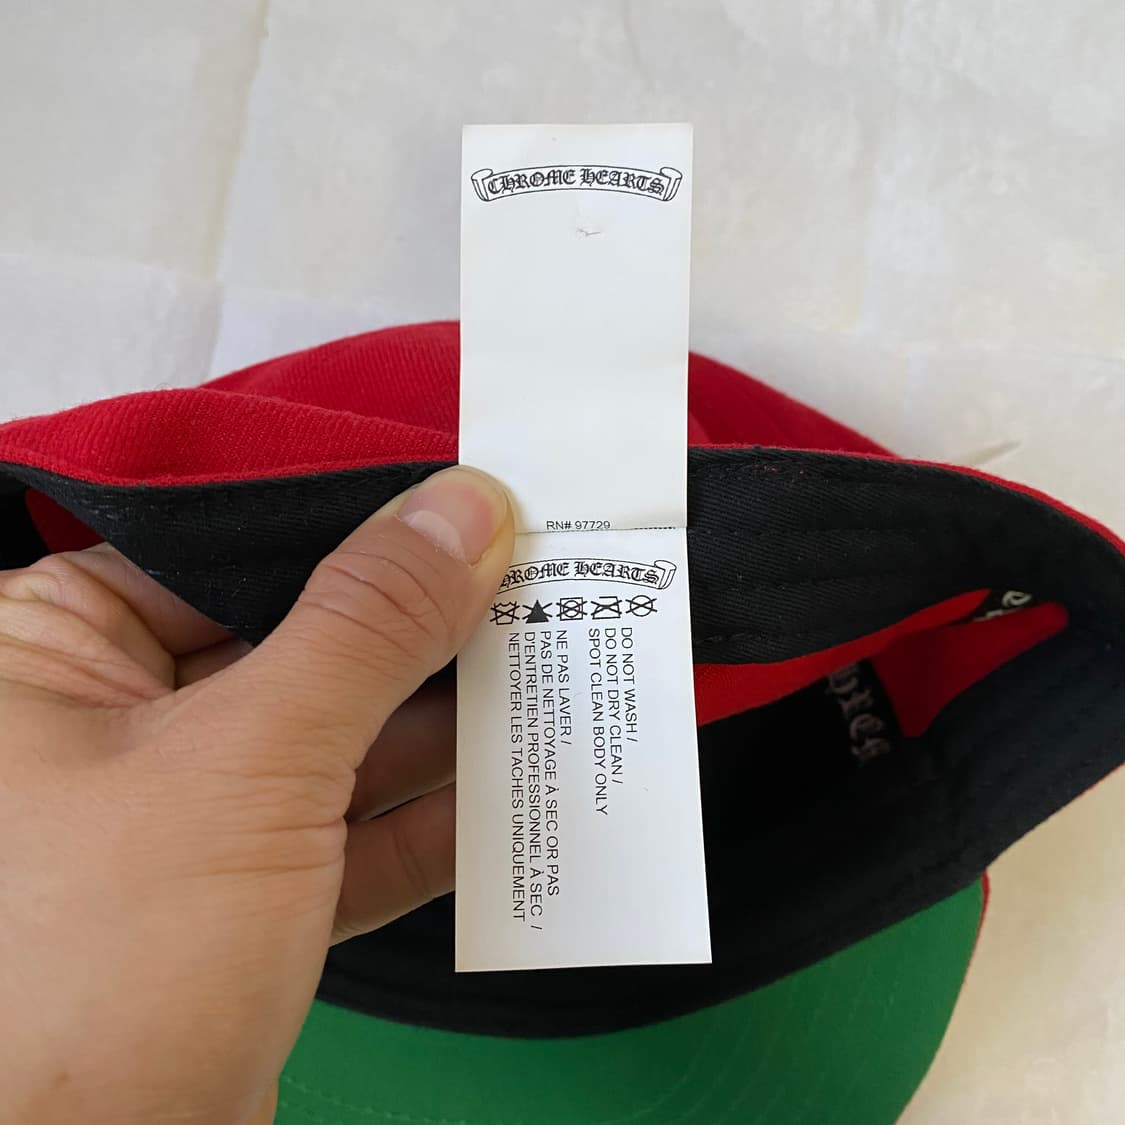 CHROME HEARTS
RN# 97729
CHROME HEARTS
DO NOT WASH /
DO NOT DRY CLEAN /
SPOT CLEAN BODY ONLY
NE PAS LAVER /
PAS DE NETTOYAGE À SEC OR PAS
D'ENTRETIEN PROFESSIONNEL À SEC /
NETTOYER LES TACHES UNIQUEMENT